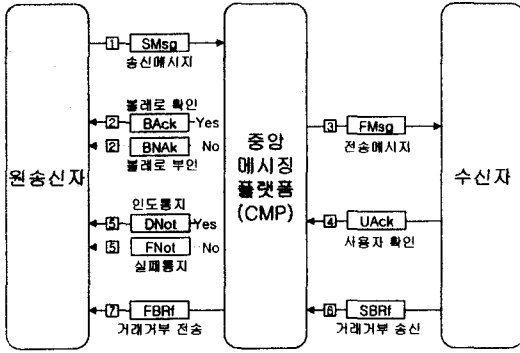 원송신자
1 SMsg
송신메시지
볼레로 확인
2 BAck Yes
2 BNAk No
볼레로 부인
인도통지
5 DNot Yes
5 FNot No
실패통지
7 FBRf
거래거부 전송
중앙
메시징
플랫폼
(CMP)
3 FMsg
전송메시지
4 UAck
사용자 확인
6 SBRf
거래거부 송신
수신자